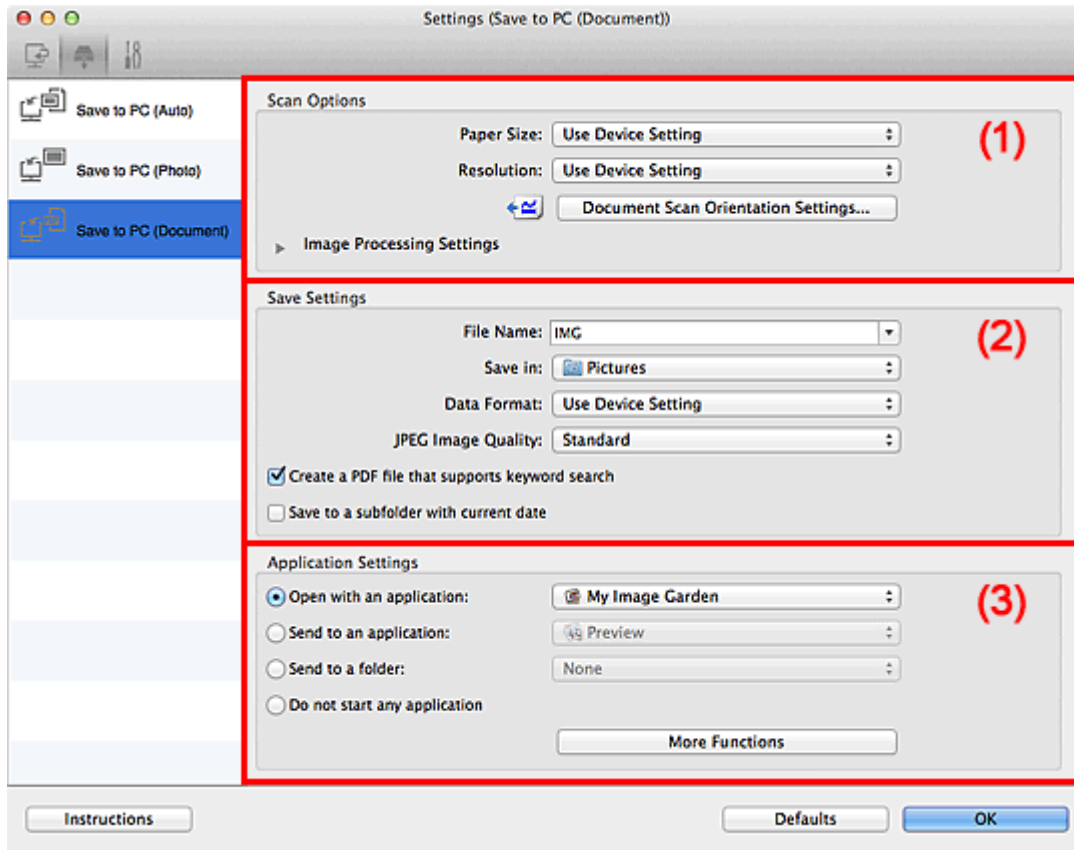 Settings (Save to PC (Document))
Save to PC (Auto)
Save to PC (Photo)
Save to PC (Document)
Scan Options
(1)
Paper Size: Use Device Setting
Resolution: Use Device Setting
Document Scan Orientation Settings...
Image Processing Settings
Save Settings
(2)
File Name: IMG
Save in: Pictures
Data Format: Use Device Setting
JPEG Image Quality: Standard
Create a PDF file that supports keyword search
Save to a subfolder with current date
Application Settings
(3)
Open with an application: My Image Garden
Send to an application: Preview
Send to a folder: None
Do not start any application
More Functions
Instructions
Defaults
OK